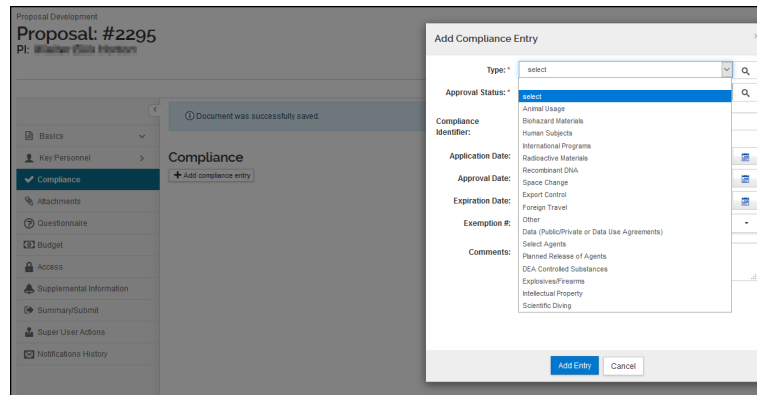 Proposal Development
Proposal: #2295
PI:
Document was successfully saved.
Basics
Key Personnel
Compliance
Attachments
Questionnaire
Budget
Access
Supplemental Information
Summary/Submit
Super User Actions
Notifications History
Compliance
+ Add compliance entry
Add Compliance Entry
Type: *
select
Approval Status: *
select
Animal Usage
Biohazard Materials
Human Subjects
International Programs
Radioactive Materials
Recombinant DNA
Space Change
Export Control
Foreign Travel
Other
Data (Public/Private or Data Use Agreements)
Select Agents
Planned Release of Agents
DEA Controlled Substances
Explosives/Firearms
Intellectual Property
Scientific Diving
Compliance
Identifier:
Application Date:
Approval Date:
Expiration Date:
Exemption #:
Comments:
Add Entry
Cancel